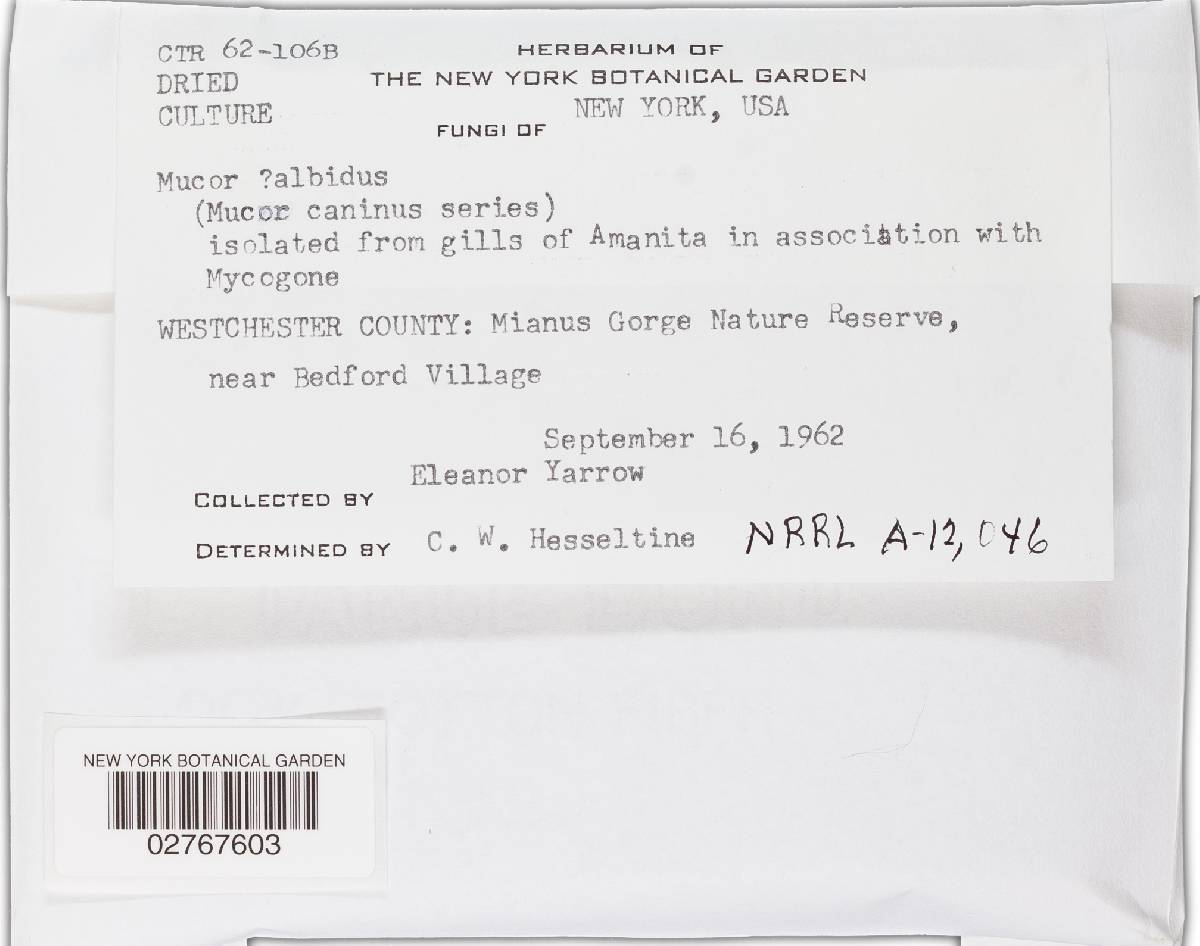 CTR 62-106B
DRIED
CULTURE
HERBARIUM OF
THE NEW YORK BOTANICAL GARDEN
FUNGI OF NEW YORK, USA
Mucor ?albidus
(Mucor caninus series)
isolated from gills of Amanita in association with
Mycogone
WESTCHESTER COUNTY: Mianus Gorge Nature Reserve,
near Bedford Village
September 16, 1962
COLLECTED BY Eleanor Yarrow
DETERMINED BY C. W. Hesseltine NRRL A-12,046
NEW YORK BOTANICAL GARDEN
02767603